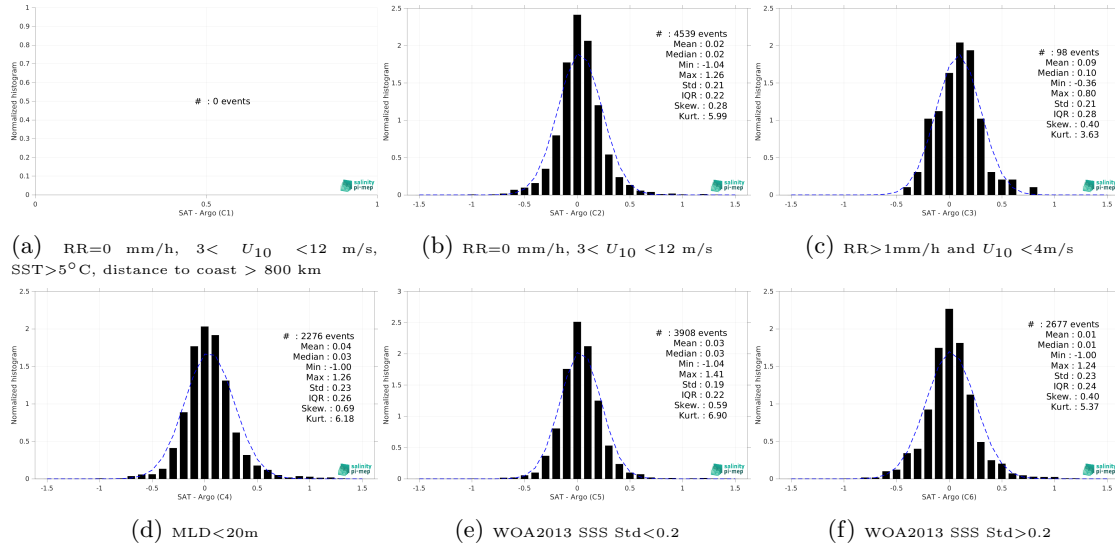 1
0.9
0.8
0.7
0.6
0.5
0.4
0.3
0.2
0.1
0
Normalized histogram
# : 0 events
salinity
pi-mep
0 0.5 1
SAT - Argo (C1)
(a) RR=0 mm/h, 3< U10 <12 m/s,
SST>5°C, distance to coast > 800 km
2.5
2
1.5
1
0.5
0
Normalized histogram
# : 4539 events
Mean : 0.02
Median : 0.02
Min : -1.04
Max : 1.26
Std : 0.21
IQR : 0.22
Skew. : 0.28
Kurt. : 5.99
salinity
pi-mep
-1.5 -1 -0.5 0 0.5 1 1.5
SAT - Argo (C2)
(b) RR=0 mm/h, 3< U10 <12 m/s
2.5
2
1.5
1
0.5
0
Normalized histogram
# : 98 events
Mean : 0.09
Median : 0.10
Min : -0.36
Max : 0.80
Std : 0.21
IQR : 0.28
Skew. : 0.40
Kurt. : 3.63
salinity
pi-mep
-1.5 -1 -0.5 0 0.5 1 1.5
SAT - Argo (C3)
(c) RR>1mm/h and U10 <4m/s
2.5
2
1.5
1
0.5
0
Normalized histogram
# : 2276 events
Mean : 0.04
Median : 0.03
Min : -1.00
Max : 1.26
Std : 0.23
IQR : 0.26
Skew. : 0.69
Kurt. : 6.18
salinity
pi-mep
-1.5 -1 -0.5 0 0.5 1 1.5
SAT - Argo (C4)
(d) MLD<20m
3
2.5
2
1.5
1
0.5
0
Normalized histogram
# : 3908 events
Mean : 0.03
Median : 0.03
Min : -1.04
Max : 1.41
Std : 0.19
IQR : 0.22
Skew. : 0.59
Kurt. : 6.90
salinity
pi-mep
-1.5 -1 -0.5 0 0.5 1 1.5
SAT - Argo (C5)
(e) WOA2013 SSS Std<0.2
2.5
2
1.5
1
0.5
0
Normalized histogram
# : 2677 events
Mean : 0.01
Median : 0.01
Min : -1.00
Max : 1.24
Std : 0.23
IQR : 0.24
Skew. : 0.40
Kurt. : 5.37
salinity
pi-mep
-1.5 -1 -0.5 0 0.5 1 1.5
SAT - Argo (C6)
(f) WOA2013 SSS Std>0.2